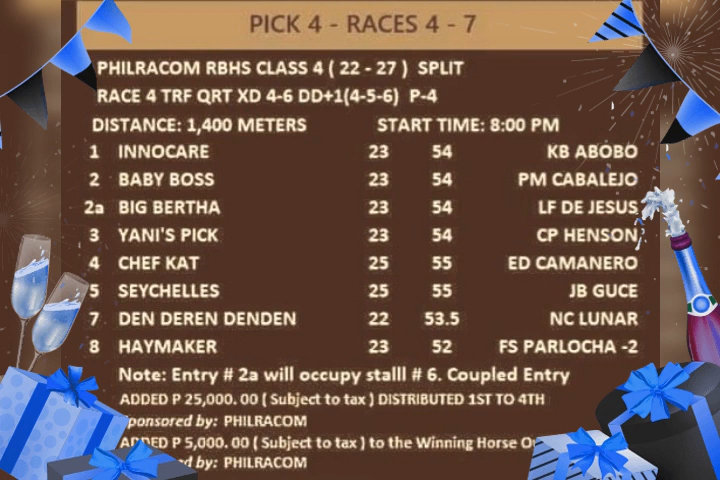 PICK 4 - RACES 4 - 7
PHILRACOM RBHS CLASS 4 ( 22 - 27 ) SPLIT
RACE 4 TRF QRT XD 4-6 DD+1(4-5-6) P-4
DISTANCE: 1,400 METERS START TIME: 8:00 PM
1 INNOCARE 23 54 KB ABOBO
2 BABY BOSS 23 54 PM CABALEJO
2a BIG BERTHA 23 54 LF DE JESUS
3 YANI'S PICK 23 54 CP HENSON
4 CHEF KAT 25 55 ED CAMANERO
5 SEYCHELLES 25 55 JB GUCE
7 DEN DEREN DENDEN 22 53.5 NC LUNAR
8 HAYMAKER 23 52 FS PARLOCHA -2
Note: Entry # 2a will occupy stalll # 6. Coupled Entry
ADDED P 25,000. 00 ( Subject to tax ) DISTRIBUTED 1ST TO 4TH
by: PHILRACOM
ADDED P 5,000. 00 ( Subject to tax ) to the Winning Horse
by: PHILRACOM